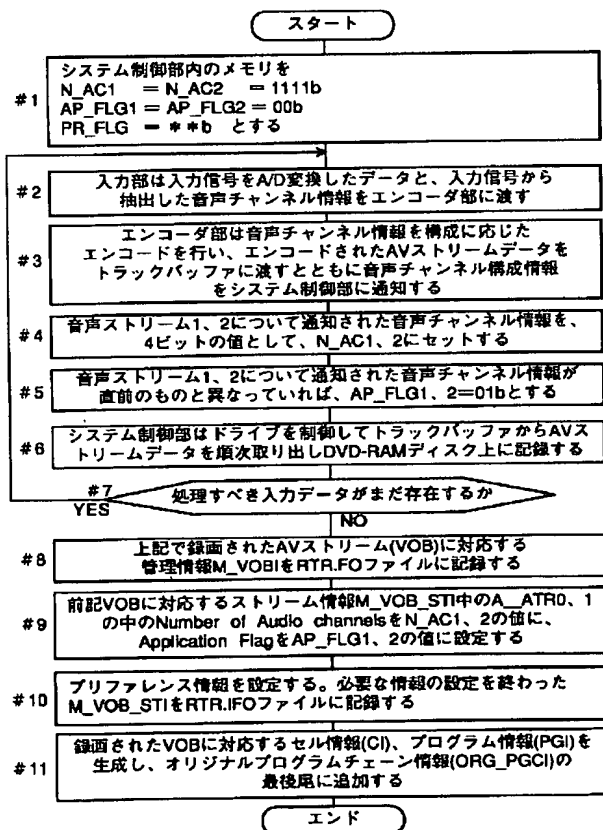 スタート
#1
システム制御部内のメモリを
N_AC1 = N_AC2 = 1111b
AP_FLG1 = AP_FLG2 = 00b
PR_FLG = **b とする
#2
入力部は入力信号をA/D変換したデータと、入力信号から
抽出した音声チャンネル情報をエンコーダ部に渡す
#3
エンコーダ部は音声チャンネル情報を構成に応じた
エンコードを行い、エンコードされたAVストリームデータを
トラックバッファに渡すとともに音声チャンネル構成情報
をシステム制御部に通知する
#4
音声ストリーム1、2について通知された音声チャンネル情報を、
4ビットの値として、N_AC1、2にセットする
#5
音声ストリーム1、2について通知された音声チャンネル情報が
直前のものと異なっていれば、AP_FLG1、2=01bとする
#6
システム制御部はドライブを制御してトラックバッファからAVス
トリームデータを順次取り出しDVD-RAMディスク上に記録する
#7
処理すべき入力データがまだ存在するか
YES
NO
#8
上記で録画されたAVストリーム(VOB)に対応する
管理情報M_VOBIをRTR.FOファイルに記録する
#9
前記VOBに対応するストリーム情報M_VOB_STI中のA__ATR0、1
の中のNumber of Audio channelsをN_AC1、2の値に、
Application FlagをAP_FLG1、2の値に設定する
#10
プリファレンス情報を設定する。必要な情報の設定を終わった
M_VOB_STIをRTR.IFOファイルに記録する
#11
録画されたVOBに対応するセル情報(CI)、プログラム情報(PGI)を
生成し、オリジナルプログラムチェーン情報(ORG_PGCI)の
最後尾に追加する
エンド